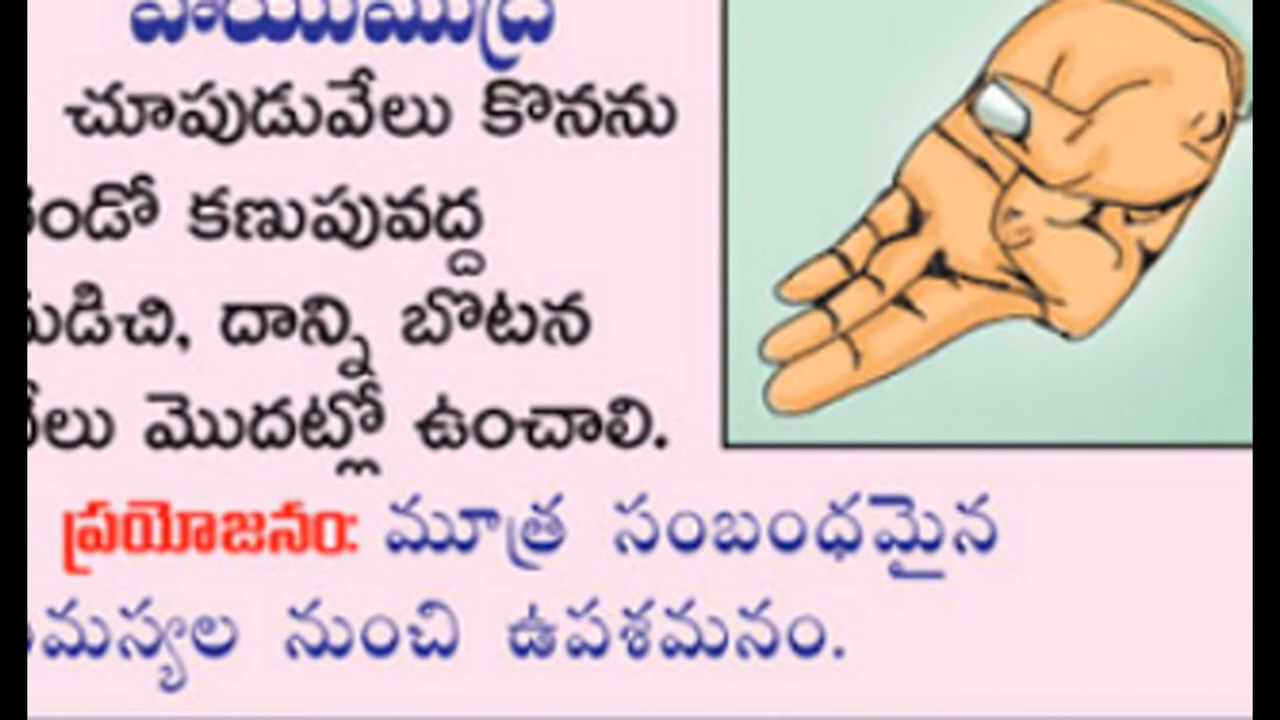 వాయుముద్ర
చూపుడువేలు కొనను
కణుపువద్ద
దాన్ని బొటన
మొదట్లో ఉంచాలి.
ప్రయోజనం: మూత్ర సంబంధమైన
నుంచి ఉపశమనం.